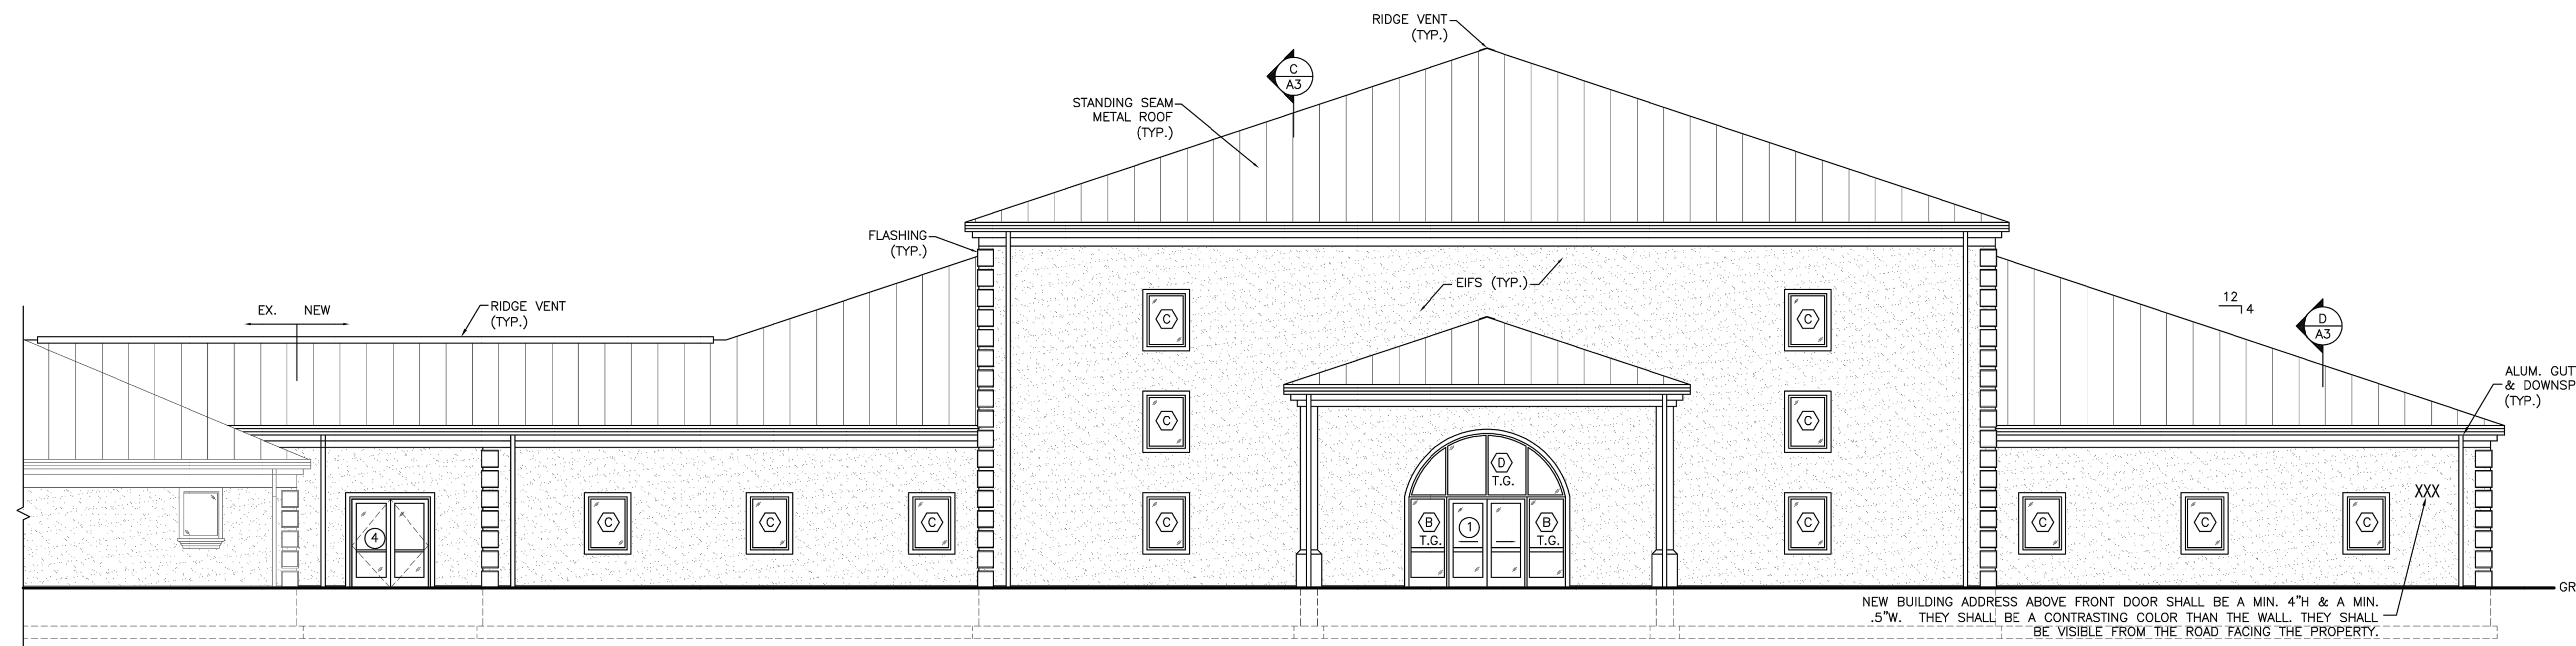 RIDGE VENT
(TYP.)
C
A3
STANDING SEAM
METAL ROOF
(TYP.)
FLASHING
(TYP.)
EIFS (TYP.)
EX. NEW
RIDGE VENT
(TYP.)
12
4
D
A3
ALUM. GUT
& DOWNSP
(TYP.)
C
C
C
C
D
T.G.
XXX
4
C
C
C
C
B
T.G.
1
B
T.G.
C
C
C
C
GR
NEW BUILDING ADDRESS ABOVE FRONT DOOR SHALL BE A MIN. 4"H & A MIN.
.5"W. THEY SHALL BE A CONTRASTING COLOR THAN THE WALL. THEY SHALL
BE VISIBLE FROM THE ROAD FACING THE PROPERTY.